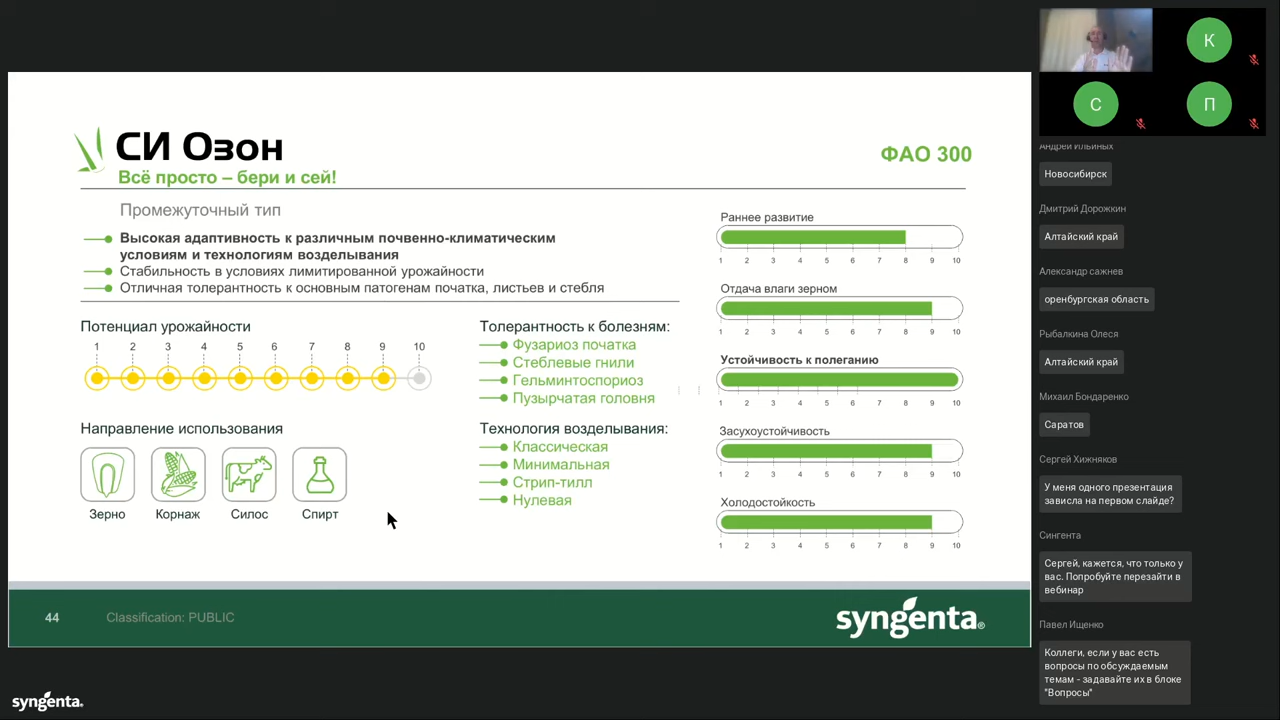 СИ Озон
Всё просто – бери и сей!
ФАО 300
Промежуточный тип
Высокая адаптивность к различным почвенно-климатическим
условиям и технологиям возделывания
Стабильность в условиях лимитированной урожайности
Отличная толерантность к основным патогенам початка, листьев и стебля
Потенциал урожайности
1 2 3 4 5 6 7 8 9 10
Направление использования
Зерно Корнаж Силос Спирт
Толерантность к болезням:
Фузариоз початка
Стеблевые гнили
Гельминтоспориоз
Пузырчатая головня
Технология возделывания:
Классическая
Минимальная
Стрип-тилл
Нулевая
Раннее развитие
1 2 3 4 5 6 7 8 9 10
Отдача влаги зерном
1 2 3 4 5 6 7 8 9 10
Устойчивость к полеганию
1 2 3 4 5 6 7 8 9 10
Засухоустойчивость
1 2 3 4 5 6 7 8 9 10
Холодостойкость
1 2 3 4 5 6 7 8 9 10
44
Classification: PUBLIC
syngenta®
syngenta.
К
С
П
Андрей Ильиных
Новосибирск
Дмитрий Дорожкин
Алтайский край
Александр сажнев
оренбургская область
Рыбалкина Олеся
Алтайский край
Михаил Бондаренко
Саратов
Сергей Хижняков
У меня одного презентация
зависла на первом слайде?
Сингента
Сергей, кажется, что только у
вас. Попробуйте перезайти в
вебинар
Павел Ищенко
Коллеги, если у вас есть
вопросы по обсуждаемым
темам - задавайте их в блоке
"Вопросы"